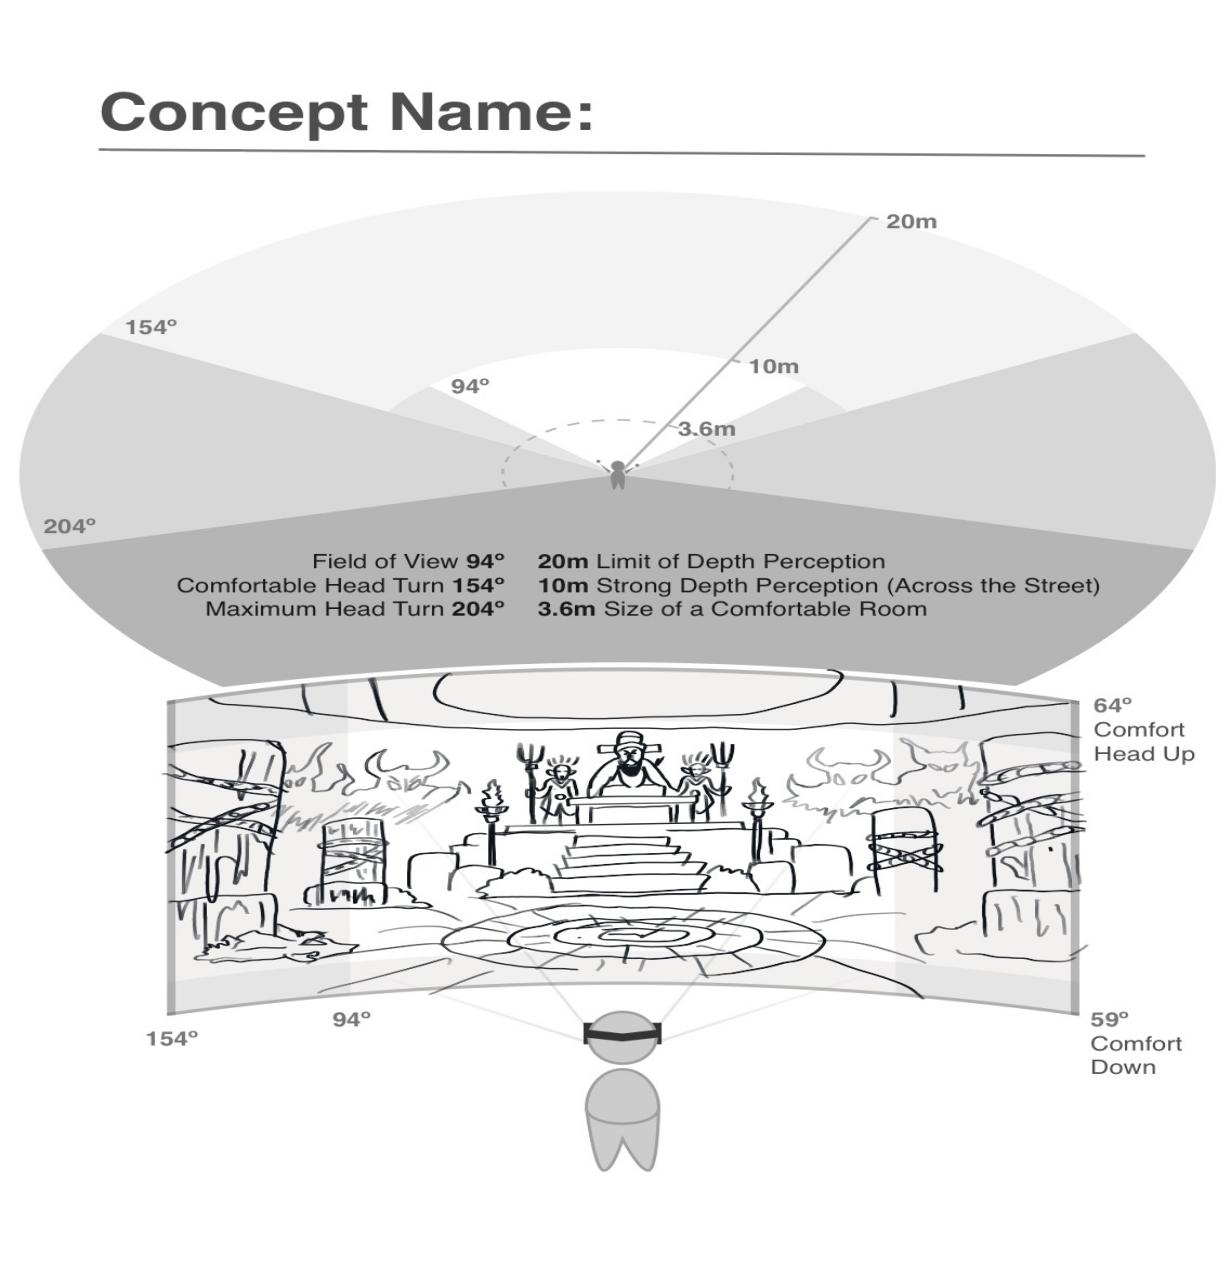 Concept Name:
20m
154º
10m
94º
3.6m
204º
Field of View 94º 20m Limit of Depth Perception
Comfortable Head Turn 154º 10m Strong Depth Perception (Across the Street)
Maximum Head Turn 204º 3.6m Size of a Comfortable Room
64º
Comfort
Head Up
94º
154º
59º
Comfort
Down